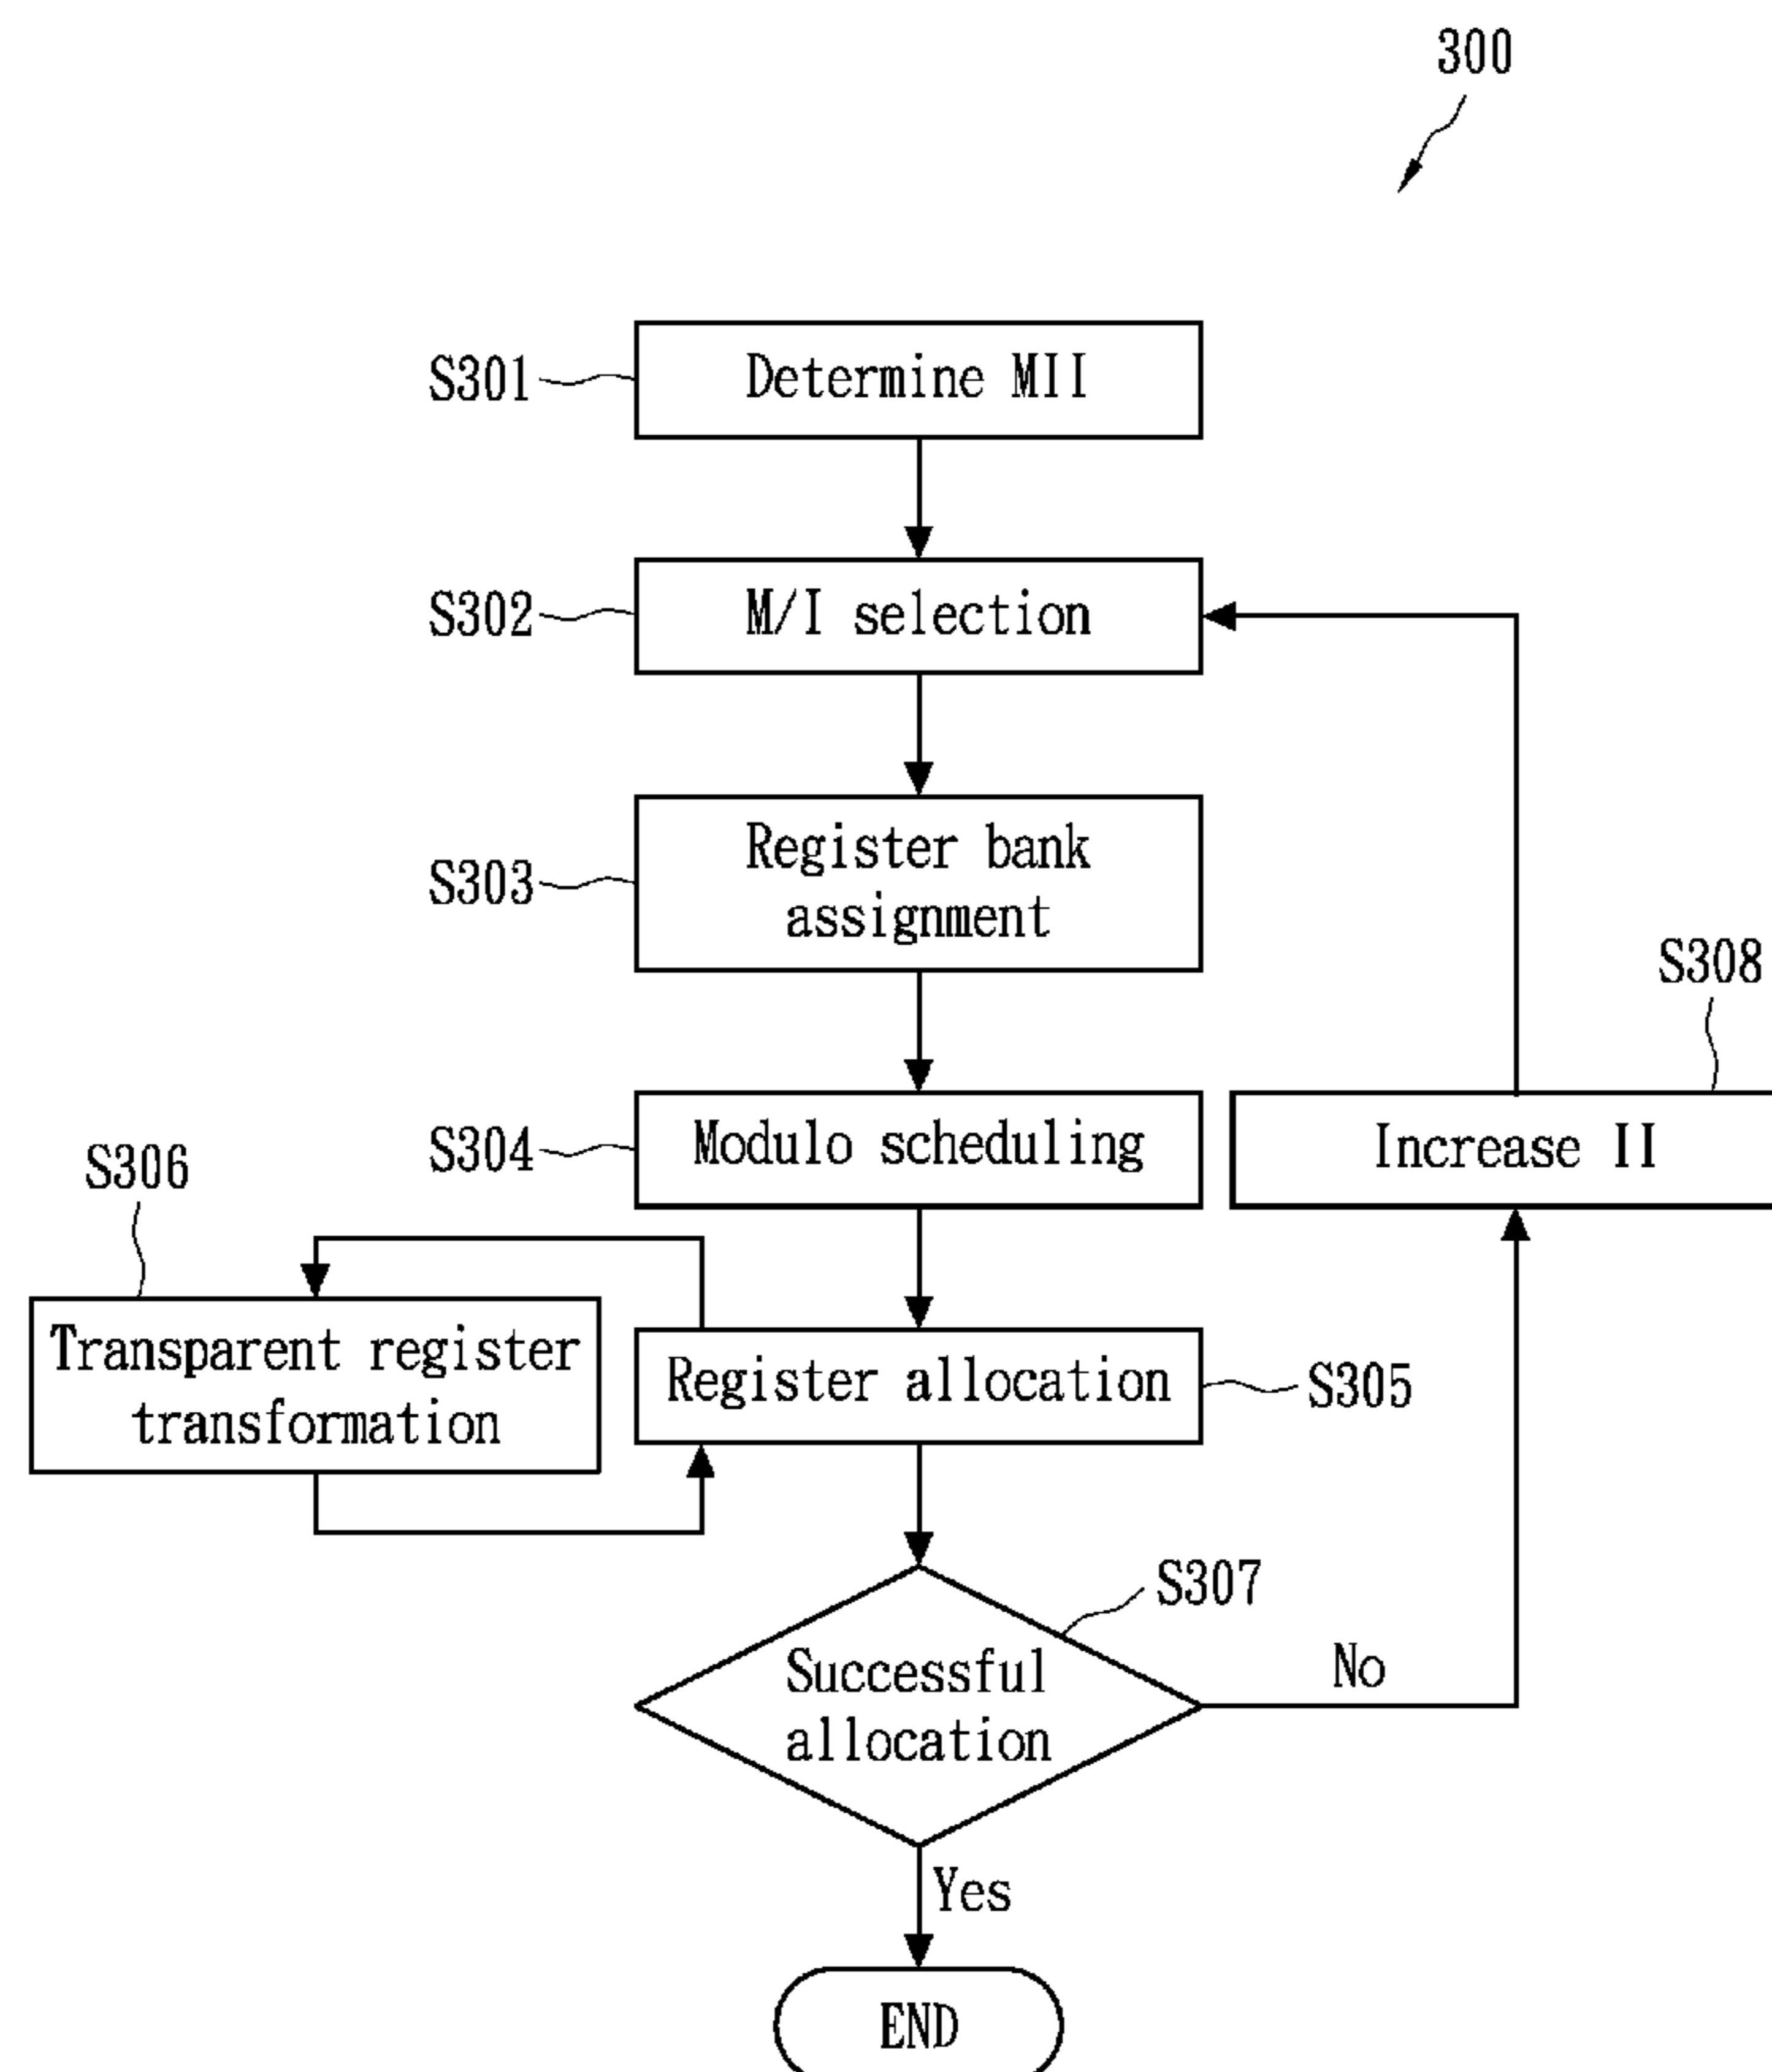 300
S301
Determine MII
S302
M/I selection
S303
Register bank
assignment
S308
S304
Modulo scheduling
Increase II
S306
Transparent register
transformation
Register allocation
S305
S307
Successful
allocation
No
Yes
END